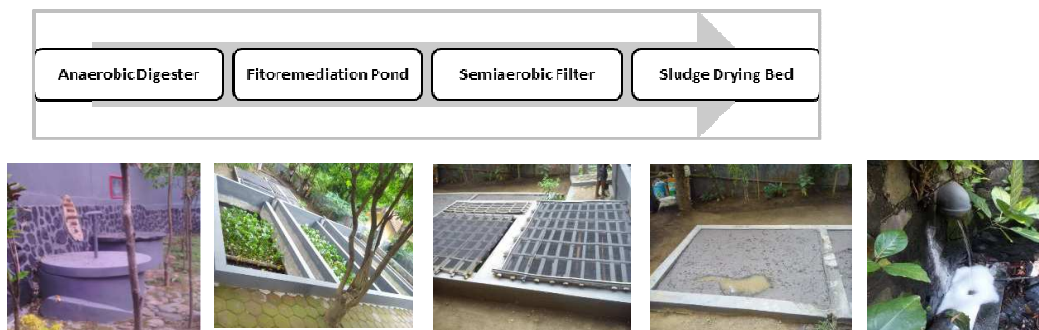 Anaerobic Digester
Fitoremediation Pond
Semiaerobic Filter
Sludge Drying Bed